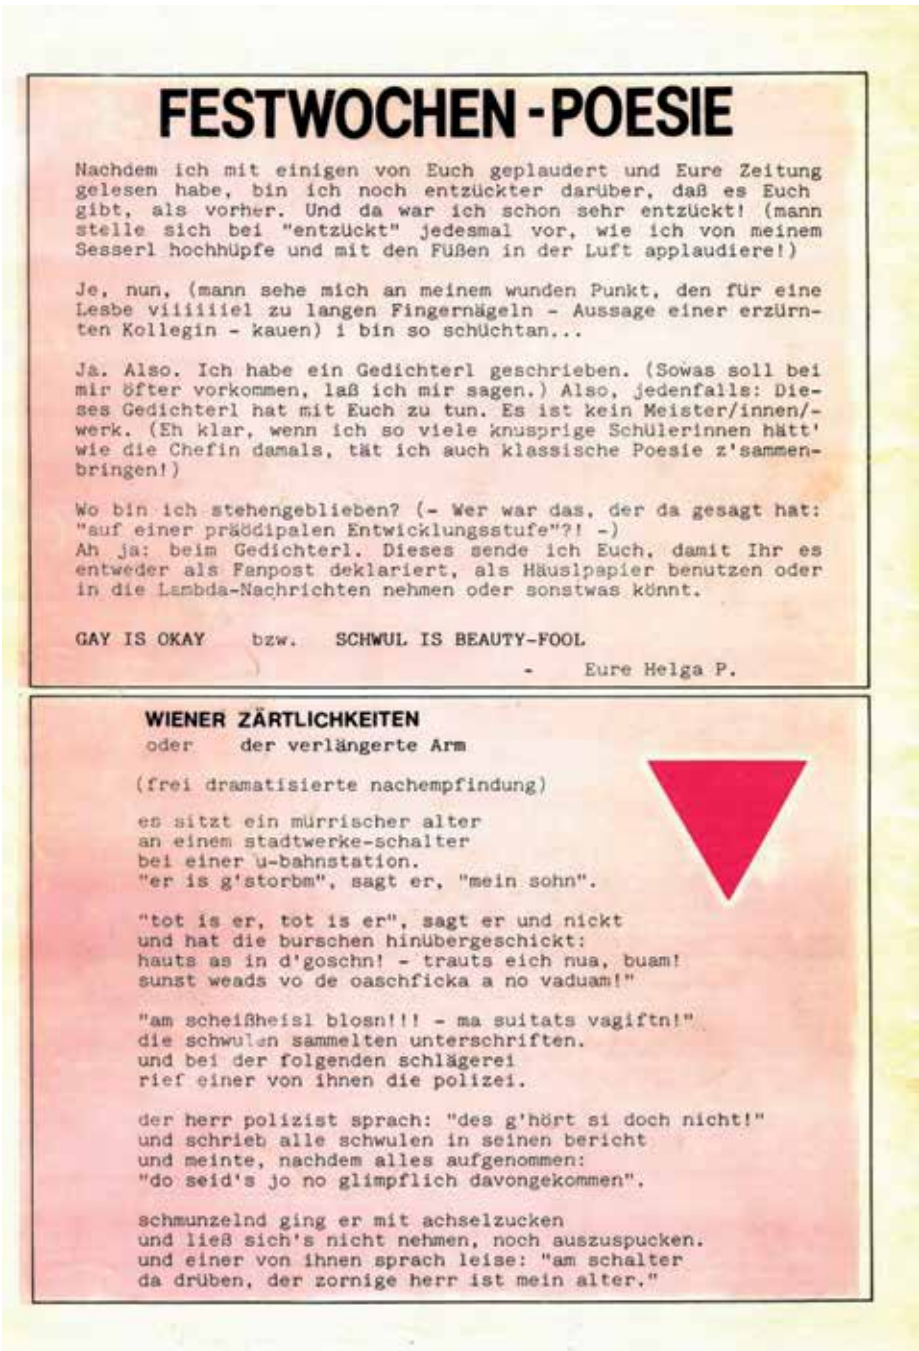 FESTWOCHEN-POESIE
Nachdem ich mit einigen von Euch geplaudert und Eure Zeitung
gelesen habe, bin ich noch entzückter darüber, daß es Euch
gibt, als vorher. Und da war ich schon sehr entzückt! (mann
stelle sich bei "entzückt" jedesmal vor, wie ich von meinem
Sesserl hochhüpfe und mit den Füßen in der Luft applaudiere!)
Je, nun, (mann sehe mich an meinem wunden Punkt, den für eine
Lesbe viiiiiiel zu langen Fingernägeln - Aussage einer erzürn-
ten Kollegin - kauen) i bin so schüchtan...
Ja. Also. Ich habe ein Gedichterl geschrieben. (Sowas soll bei
mir öfter vorkommen, laß ich mir sagen.) Also, jedenfalls: Die-
ses Gedichterl hat mit Euch zu tun. Es ist kein Meister/innen/-
werk. (Eh klar, wenn ich so viele knusprige Schülerinnen hätt'
wie die Chefin damals, tät ich auch klassische Poesie z'sammen-
bringen!)
Wo bin ich stehengeblieben? (- Wer war das, der da gesagt hat:
"auf einer präödipalen Entwicklungsstufe"?! -)
Ah ja: beim Gedichterl. Dieses sende ich Euch, damit Ihr es
entweder als Fanpost deklariert, als Häuslpapier benutzen oder
in die Lambda-Nachrichten nehmen oder sonstwas könnt.
GAY IS OKAY bzw. SCHWUL IS BEAUTY-FOOL
- Eure Helga P.
WIENER ZÄRTLICHKEITEN
oder der verlängerte Arm
(frei dramatisierte nachempfindung)
es sitzt ein mürrischer alter
an einem stadtwerke-schalter
bei einer u-bahnstation.
"er is g'storbm", sagt er, "mein sohn".
"tot is er, tot is er", sagt er und nickt
und hat die burschen hinübergeschickt:
hauts as in d'goschn! - trauts eich nua, buam!
sunst weads vo de oaschficka a no vaduam!"
"am scheißheisl blosn!!! - ma suitats vagiftn!"
die schwulen sammelten unterschriften.
und bei der folgenden schlägerei
rief einer von ihnen die polizei.
der herr polizist sprach: "des g'hört si doch nicht!"
und schrieb alle schwulen in seinen bericht
und meinte, nachdem alles aufgenommen:
"do seid's jo no glimpflich davongekommen".
schmunzelnd ging er mit achselzucken
und ließ sich's nicht nehmen, noch auszuspucken.
und einer von ihnen sprach leise: "am schalter
da drüben, der zornige herr ist mein alter."